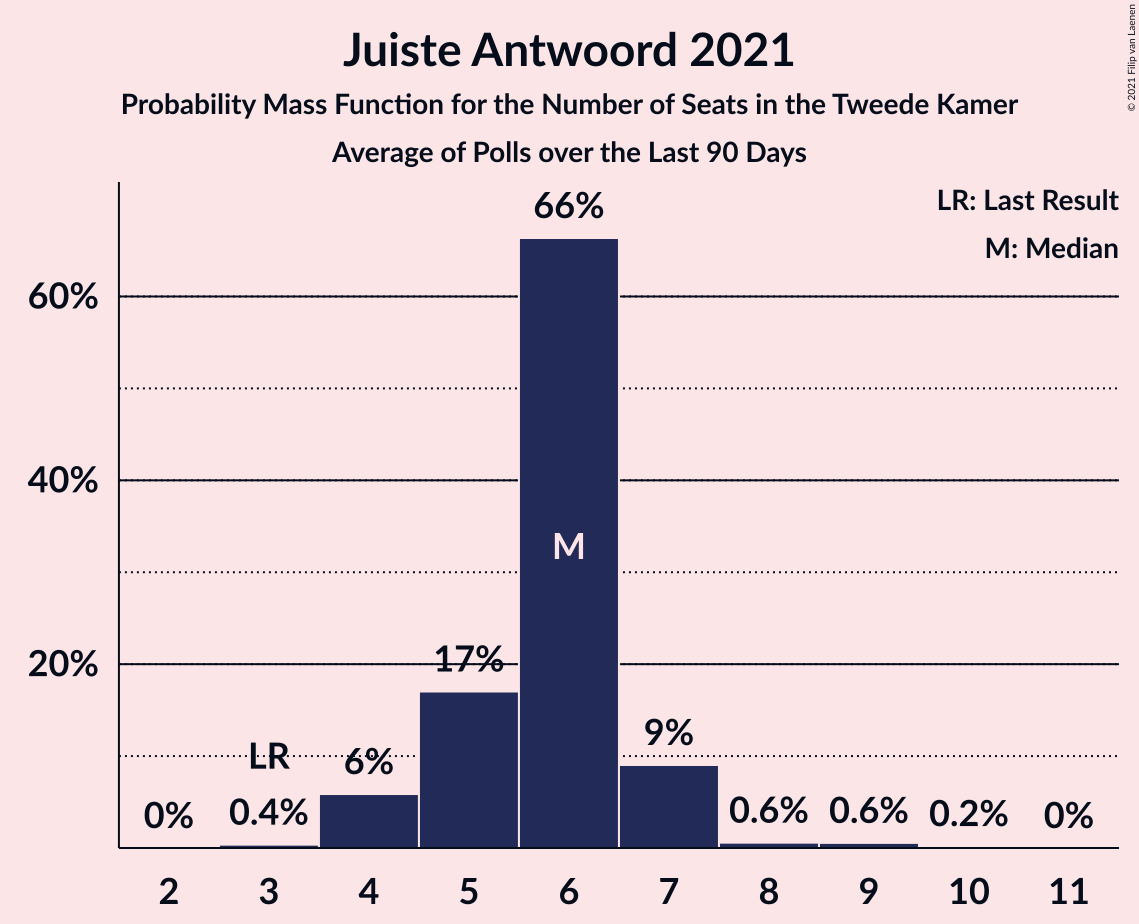 Juiste Antwoord 2021
Probability Mass Function for the Number of Seats in the Tweede Kamer
Average of Polls over the Last 90 Days
© 2021 Filip van Laenen
LR: Last Result
M: Median
66%
60%
40%
M
20%
17%
LR
6%
9%
0%
0.4%
0.6%
0.6%
0.2%
0%
2 3 4 5 6 7 8 9 10 11